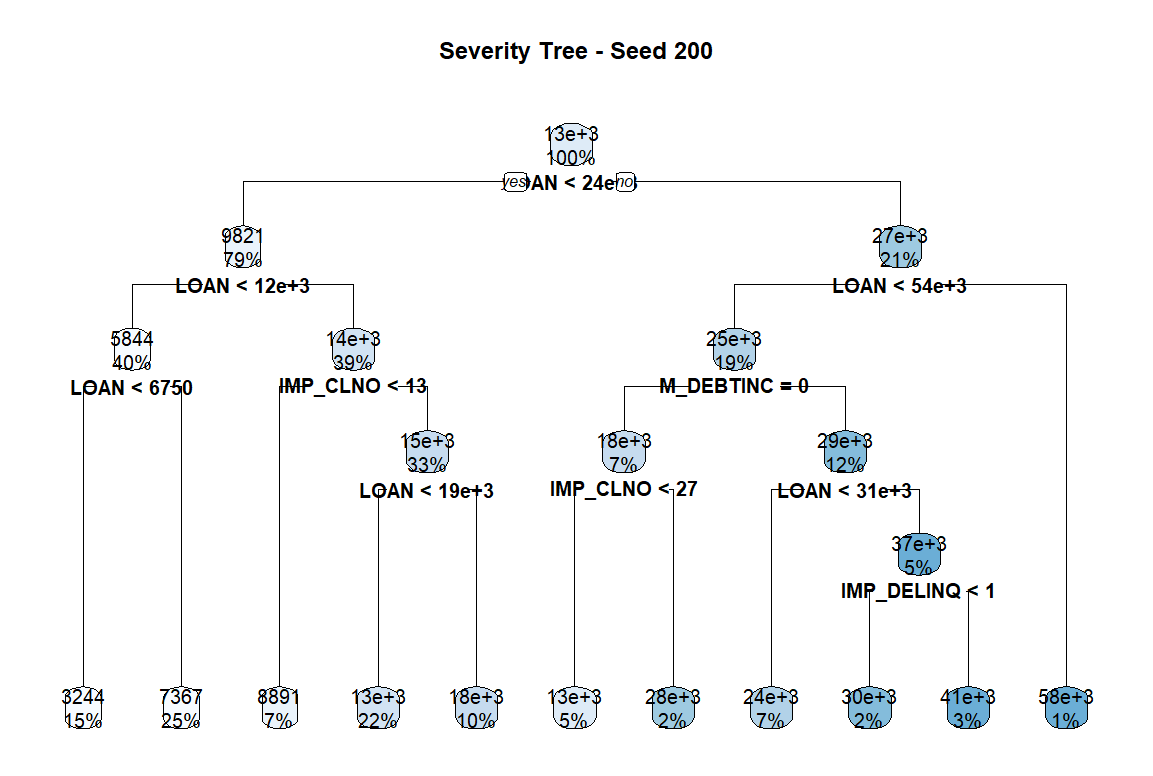 Severity Tree - Seed 200
13e+3
100%
yes
no
9821
79%
27e+3
21%
LOAN < 12e+3
LOAN < 54e+3
5844
40%
14e+3
39%
25e+3
19%
LOAN < 6750
IMP_CLNO < 13
M_DEBTINC = 0
15e+3
33%
18e+3
7%
29e+3
12%
LOAN < 19e+3
IMP_CLNO < 27
LOAN < 31e+3
37e+3
5%
IMP_DELINQ < 1
3244
15%
7367
25%
8891
7%
13e+3
22%
18e+3
10%
13e+3
5%
28e+3
2%
24e+3
7%
30e+3
2%
41e+3
3%
58e+3
1%